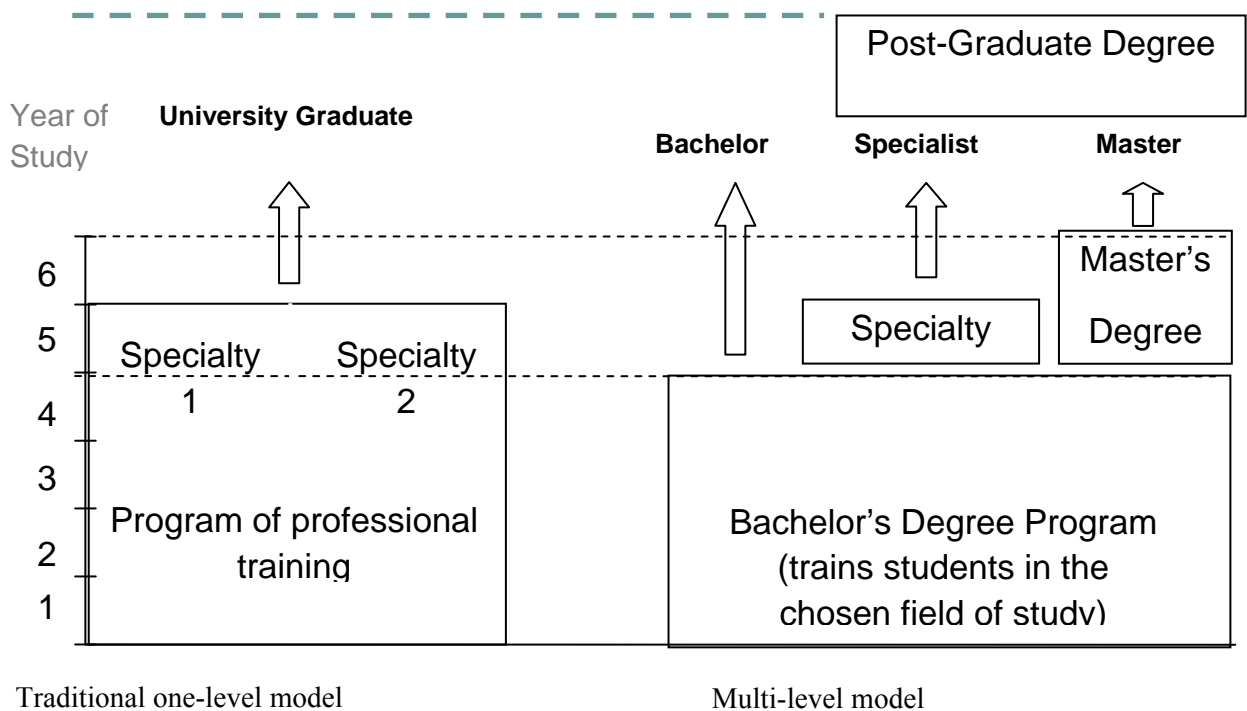 Post-Graduate Degree
Year of
Study
University Graduate
Bachelor
Specialist
Master
6
5
4
3
2
1
Specialty
1
Specialty
2
Program of professional
training
Specialty
Master's
Degree
Bachelor's Degree Program
(trains students in the
chosen field of study)
Traditional one-level model
Multi-level model